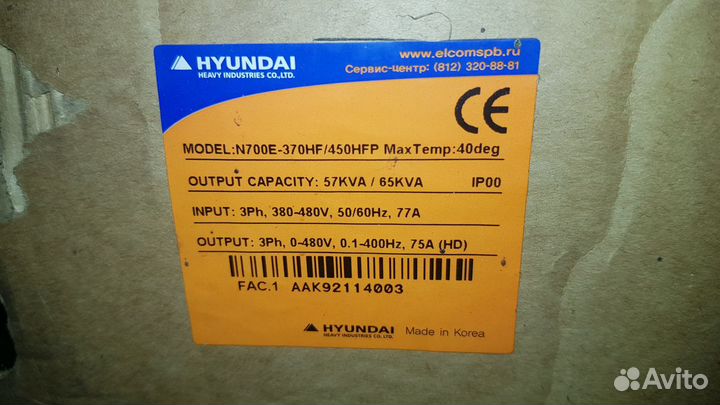 HYUNDAI
HEAVY INDUSTRIES CO.,LTD.
www.elcomspb.ru
Сервис-центр: (812) 320-88-81
CE
MODEL:N700E-370HF/450HFP MaxTemp:40deg
OUTPUT CAPACITY: 57KVA / 65KVA IP00
INPUT: 3Ph, 380-480V, 50/60Hz, 77A
OUTPUT: 3Ph, 0-480V, 0.1-400Hz, 75A (HD)
FAC.1 AAK92114003
HYUNDAI
HEAVY INDUSTRIES CO., LTD.
Made in Korea
Avito